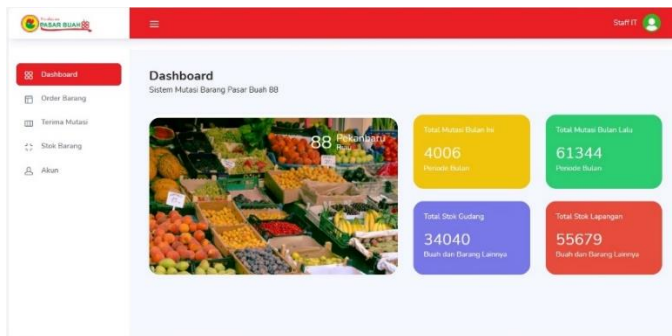 PASAR BUAH 88
Staff IT
Dashboard
Order Barang
Terima Mutasi
Stok Barang
Akun
Dashboard
Sistem Mutasi Barang Pasar Buah 88
88 Pekanbaru
Riau
Total Mutasi Bulan Ini
4006
Periode Bulan
Total Mutasi Bulan Lalu
61344
Periode Bulan
Total Stok Gudang
34040
Buah dan Barang Lainnya
Total Stok Lapangan
55679
Buah dan Barang Lainnya